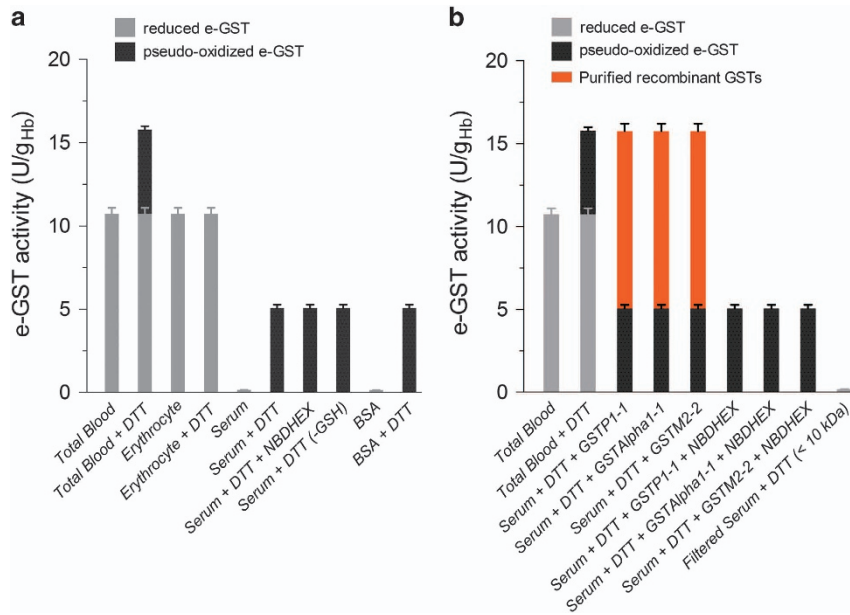 a
reduced e-GST
pseudo-oxidized e-GST
e-GST activity (U/gHb)
20
15
10
5
0
Total Blood
Total Blood + DTT
Erythrocyte
Erythrocyte + DTT
Serum
Serum + DTT
Serum + DTT + NBDHEX
Serum + DTT (-GSH)
BSA
BSA + DTT
b
reduced e-GST
pseudo-oxidized e-GST
Purified recombinant GSTs
e-GST activity (U/gHb)
20
15
10
5
0
Total Blood
Total Blood + DTT
Serum + DTT + GSTP1-1
Serum + DTT + GSTAlpha1-1
Serum + DTT + GSTM2-2
Serum + DTT + GSTP1-1 + NBDHEX
Serum + DTT + GSTAlpha1-1 + NBDHEX
Serum + DTT + GSTM2-2 + NBDHEX
Filtered Serum + DTT (< 10 kDa)